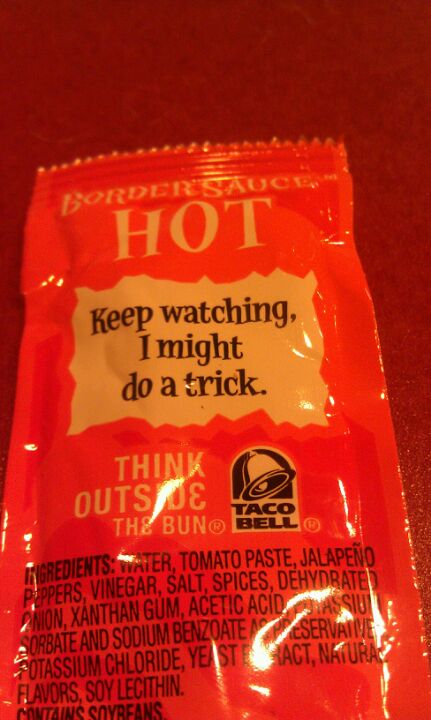 BORDER SAUCE
HOT
Keep watching,
I might
do a trick.
THINK
OUTSIDE
THE BUN®
TACO
BELL ®
INGREDIENTS: WATER, TOMATO PASTE, JALAPEÑO
PEPPERS, VINEGAR, SALT, SPICES, DEHYDRATED
ONION, XANTHAN GUM, ACETIC ACID, POTASSIUM
SORBATE AND SODIUM BENZOATE AS PRESERVATIVE
POTASSIUM CHLORIDE, YEAST EXTRACT, NATURAL
FLAVORS, SOY LECITHIN.
CONTAINS SOYBEANS.